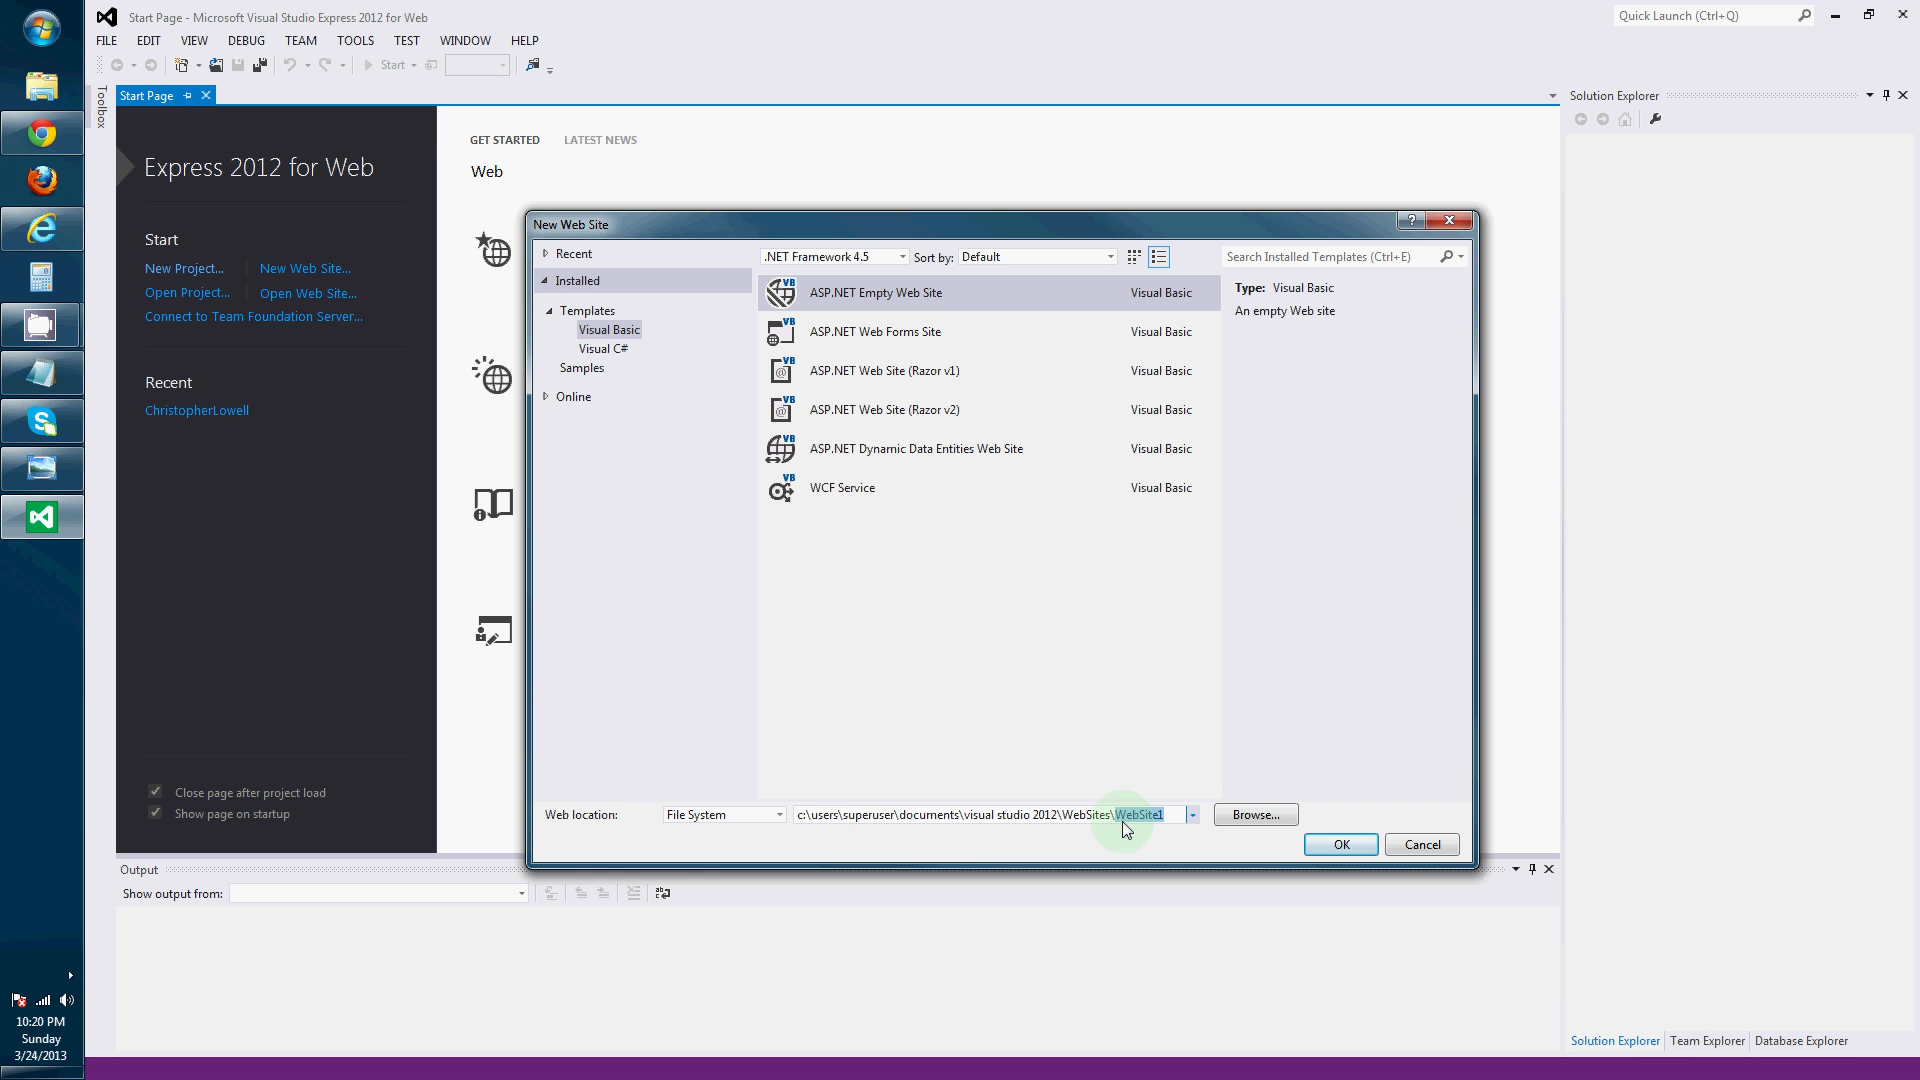 Start Page - Microsoft Visual Studio Express 2012 for Web
Quick Launch (Ctrl+Q)
FILE EDIT VIEW DEBUG TEAM TOOLS TEST WINDOW HELP
Start
Toolbox
Start Page
Solution Explorer
Express 2012 for Web
Start
New Project...
New Web Site...
Open Project...
Open Web Site...
Connect to Team Foundation Server...
Recent
ChristopherLowell
Close page after project load
Show page on startup
GET STARTED
LATEST NEWS
Web
New Web Site
?
Recent
Installed
Templates
Visual Basic
Visual C#
Samples
Online
.NET Framework 4.5
Sort by:
Default
Search Installed Templates (Ctrl+E)
VB
ASP.NET Empty Web Site
Visual Basic
VB
ASP.NET Web Forms Site
Visual Basic
VB
ASP.NET Web Site (Razor v1)
Visual Basic
VB
ASP.NET Web Site (Razor v2)
Visual Basic
VB
ASP.NET Dynamic Data Entities Web Site
Visual Basic
VB
WCF Service
Visual Basic
Type: Visual Basic
An empty Web site
Web location:
File System
c:\users\superuser\documents\visual studio 2012\WebSites\WebSite1
Browse...
OK
Cancel
Output
Show output from:
Solution Explorer
Team Explorer
Database Explorer
10:20 PM
Sunday
3/24/2013